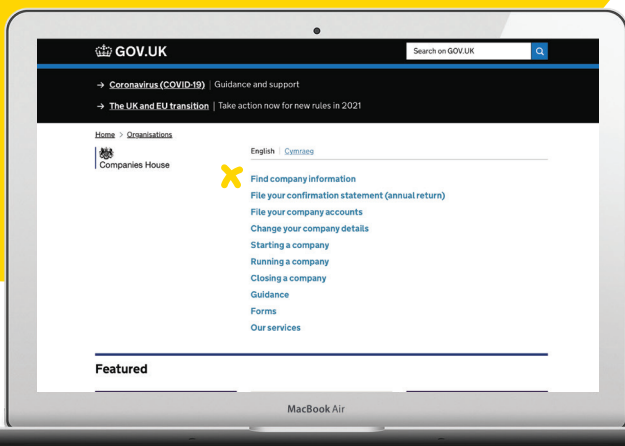 GOV.UK
Search on GOV.UK
→ Coronavirus (COVID-19) | Guidance and support
→ The UK and EU transition | Take action now for new rules in 2021
Home > Organisations
Companies House
English | Cymraeg
Find company information
File your confirmation statement (annual return)
File your company accounts
Change your company details
Starting a company
Running a company
Closing a company
Guidance
Forms
Our services
Featured
MacBook Air